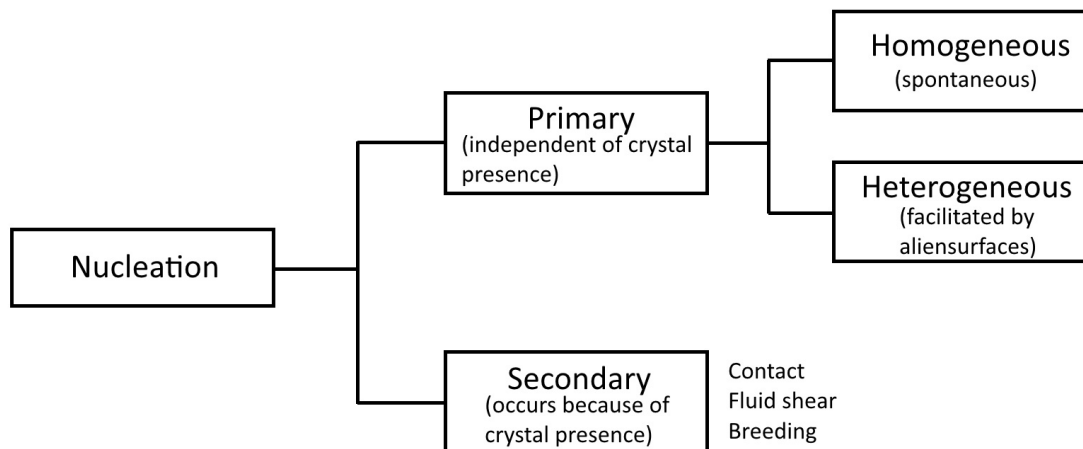 Homogeneous
(spontaneous)
Primary
(independent of crystal
presence)
Heterogeneous
(facilitated by
aliensurfaces)
Nucleation
Secondary
(occurs because of
crystal presence)
Contact
Fluid shear
Breeding